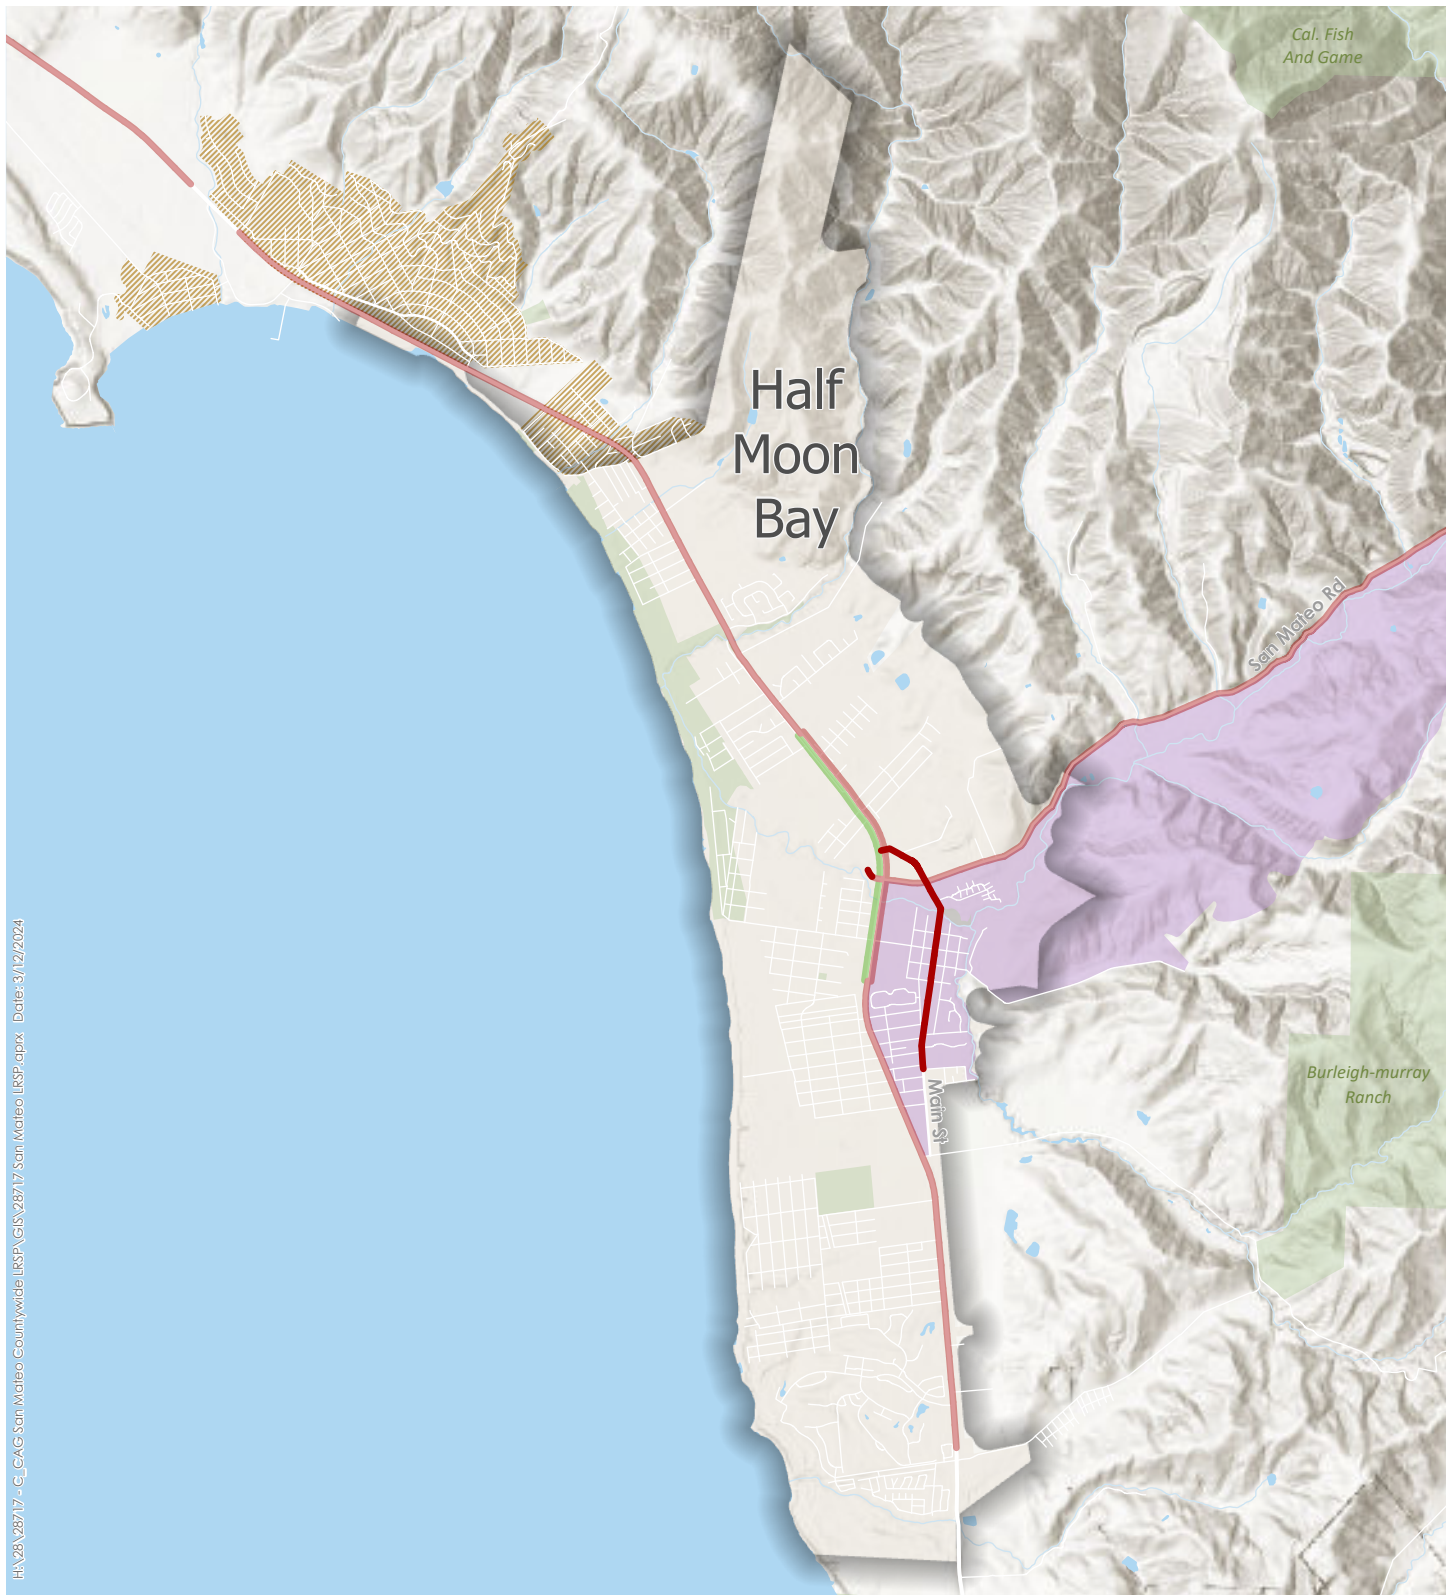 Cal. Fish
And Game
Half
Moon
Bay
San Mateo Rd
Burleigh-murray
Ranch
Main St
H:\28\28717 - C_CAG San Mateo Countywide LRSP\GIS\28717 San Mateo LRSP.aprx Date: 3/12/2024